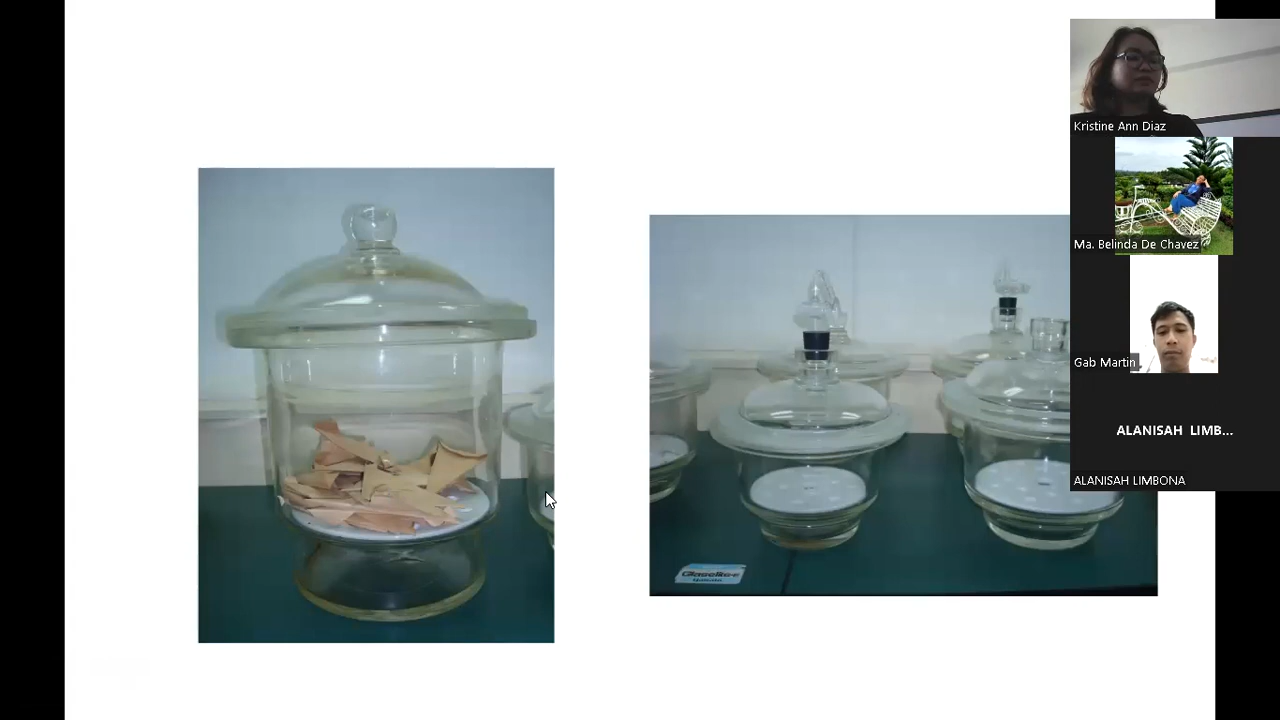 Kristine Ann Diaz
Ma. Belinda De Chavez
Gab Martin
ALANISAH LIMB...
ALANISAH LIMBONA